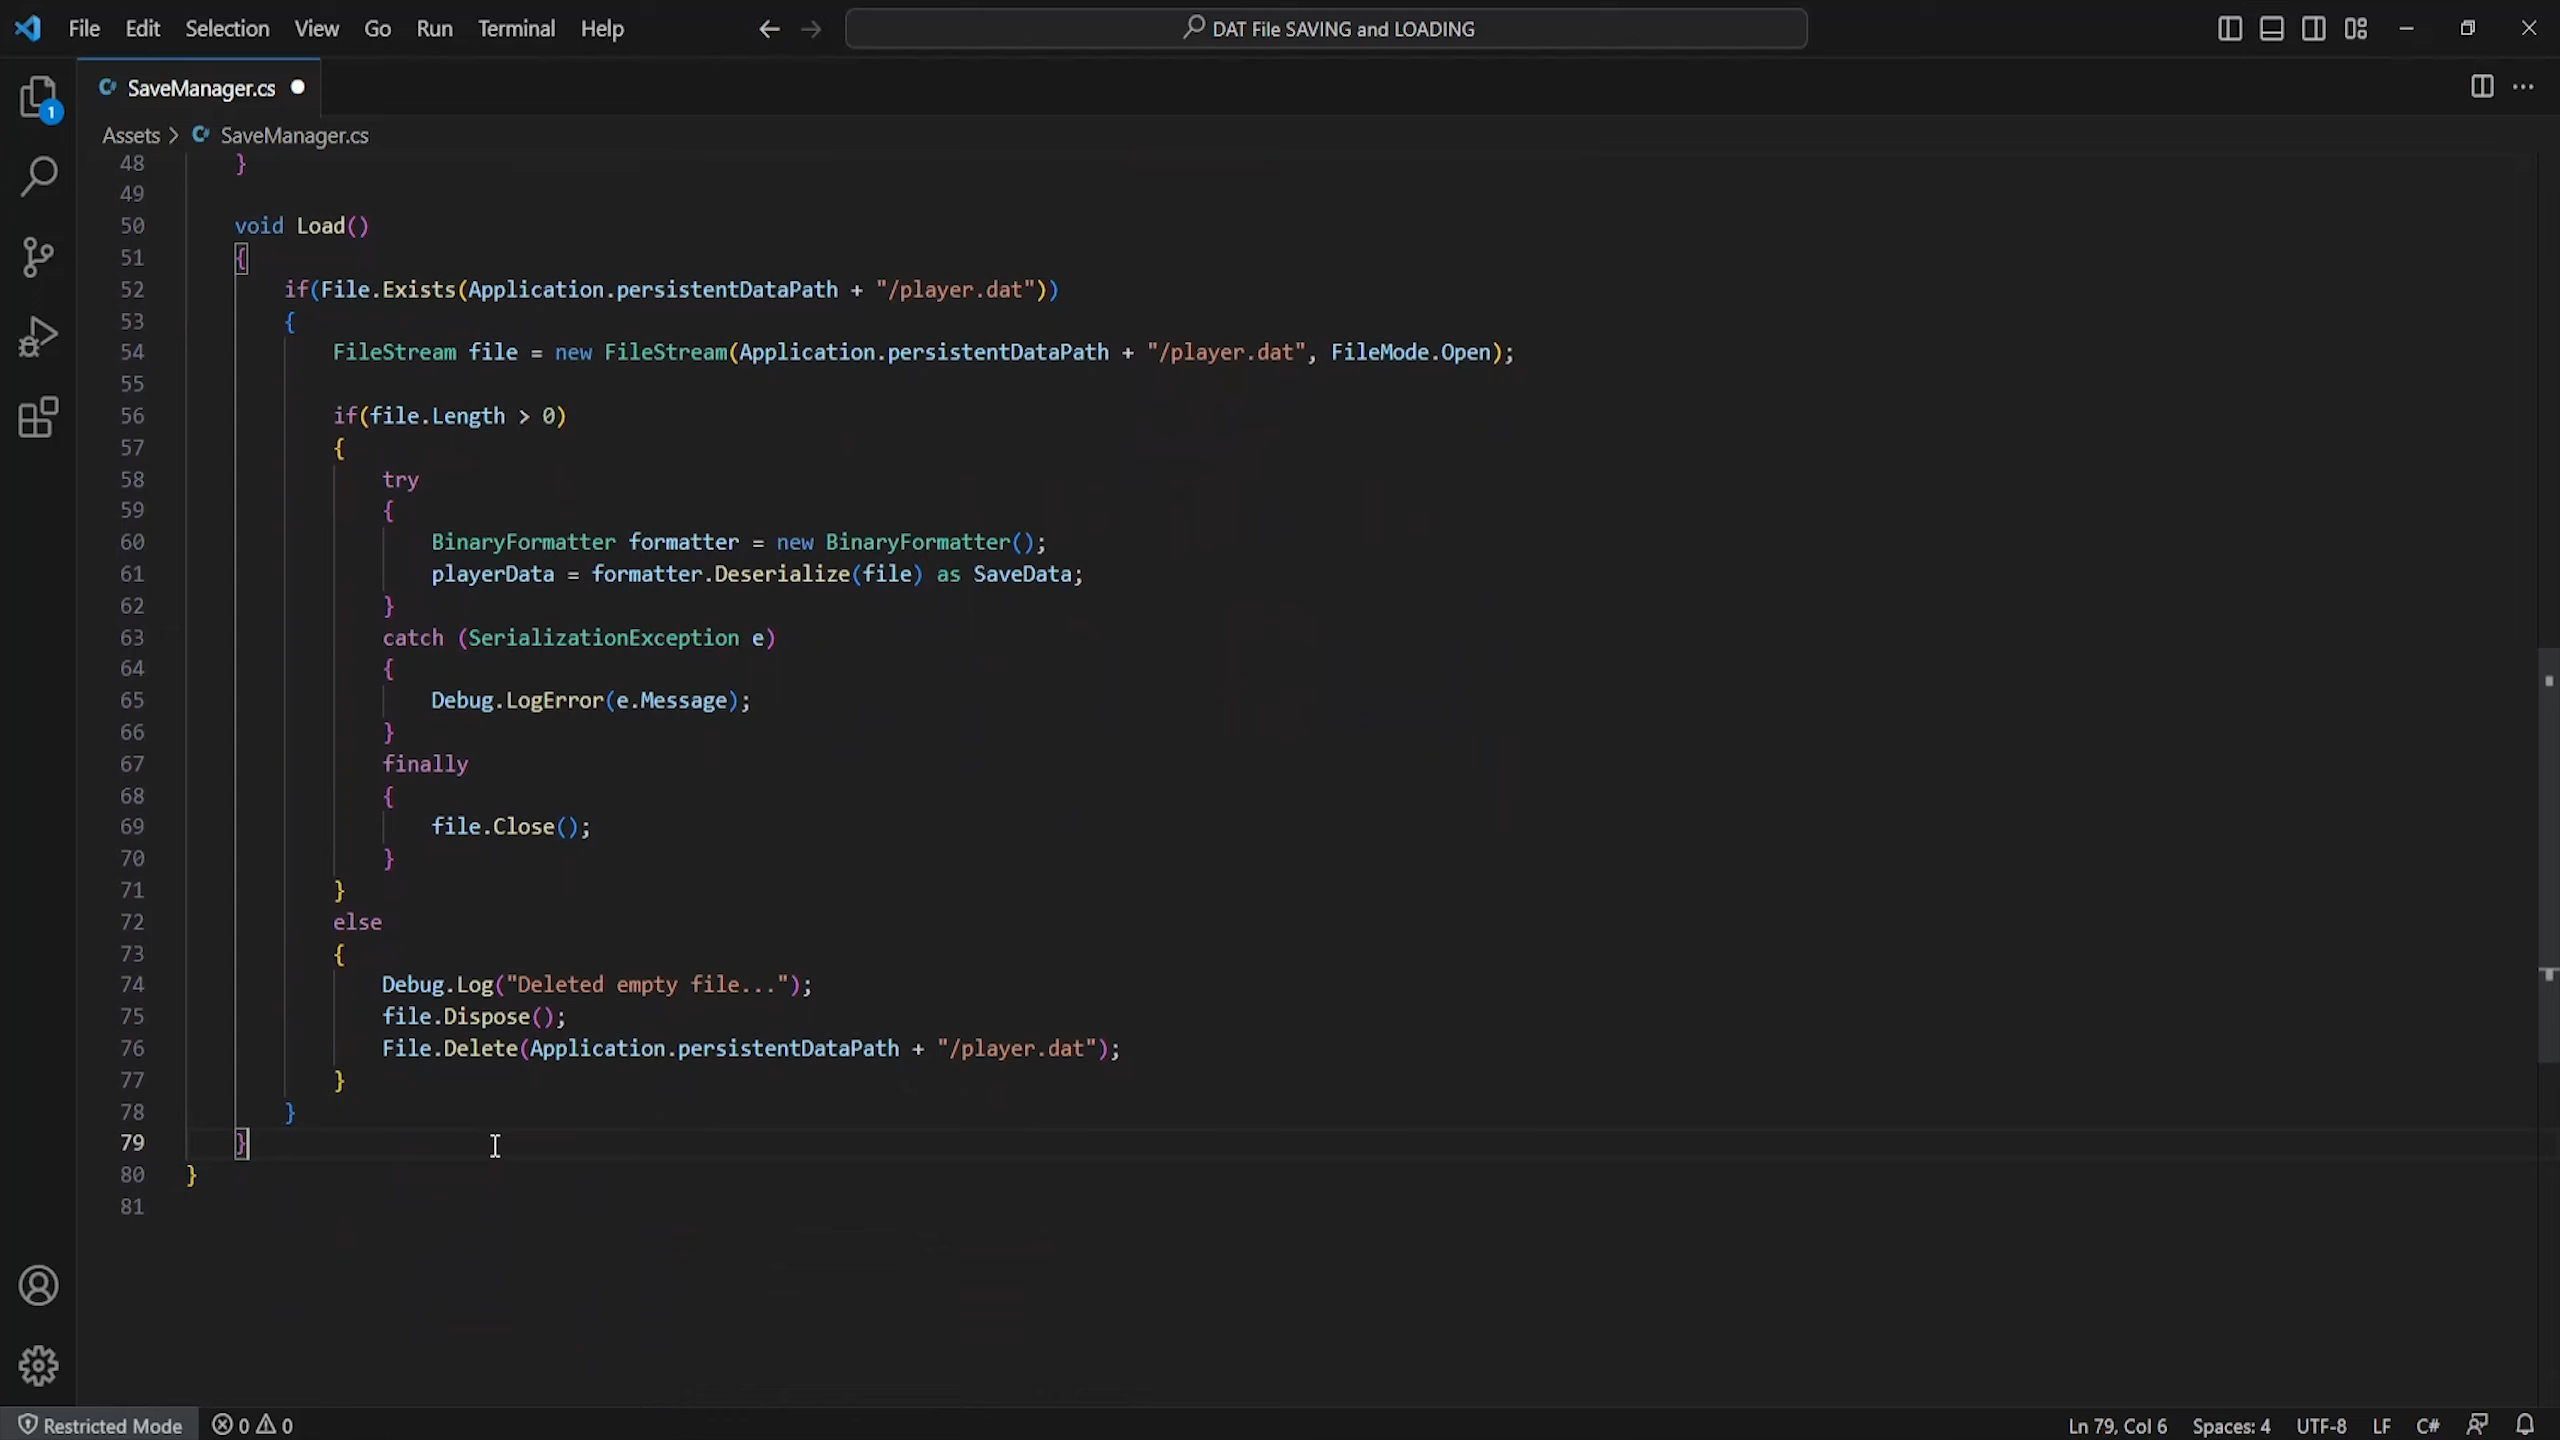 File Edit Selection View Go Run Terminal Help DAT File SAVING and LOADING
SaveManager.cs
1
Assets > SaveManager.cs
48 }
49
50 void Load()
51 {
52 if(File.Exists(Application.persistentDataPath + "/player.dat"))
53 {
54 FileStream file = new FileStream(Application.persistentDataPath + "/player.dat", FileMode.Open);
55
56 if(file.Length > 0)
57 {
58 try
59 {
60 BinaryFormatter formatter = new BinaryFormatter();
61 playerData = formatter.Deserialize(file) as SaveData;
62 }
63 catch (SerializationException e)
64 {
65 Debug.LogError(e.Message);
66 }
67 finally
68 {
69 file.Close();
70 }
71 }
72 else
73 {
74 Debug.Log("Deleted empty file...");
75 file.Dispose();
76 File.Delete(Application.persistentDataPath + "/player.dat");
77 }
78 }
79 }
80 }
81
Restricted Mode 0 0 Ln 79, Col 6 Spaces: 4 UTF-8 LF C#